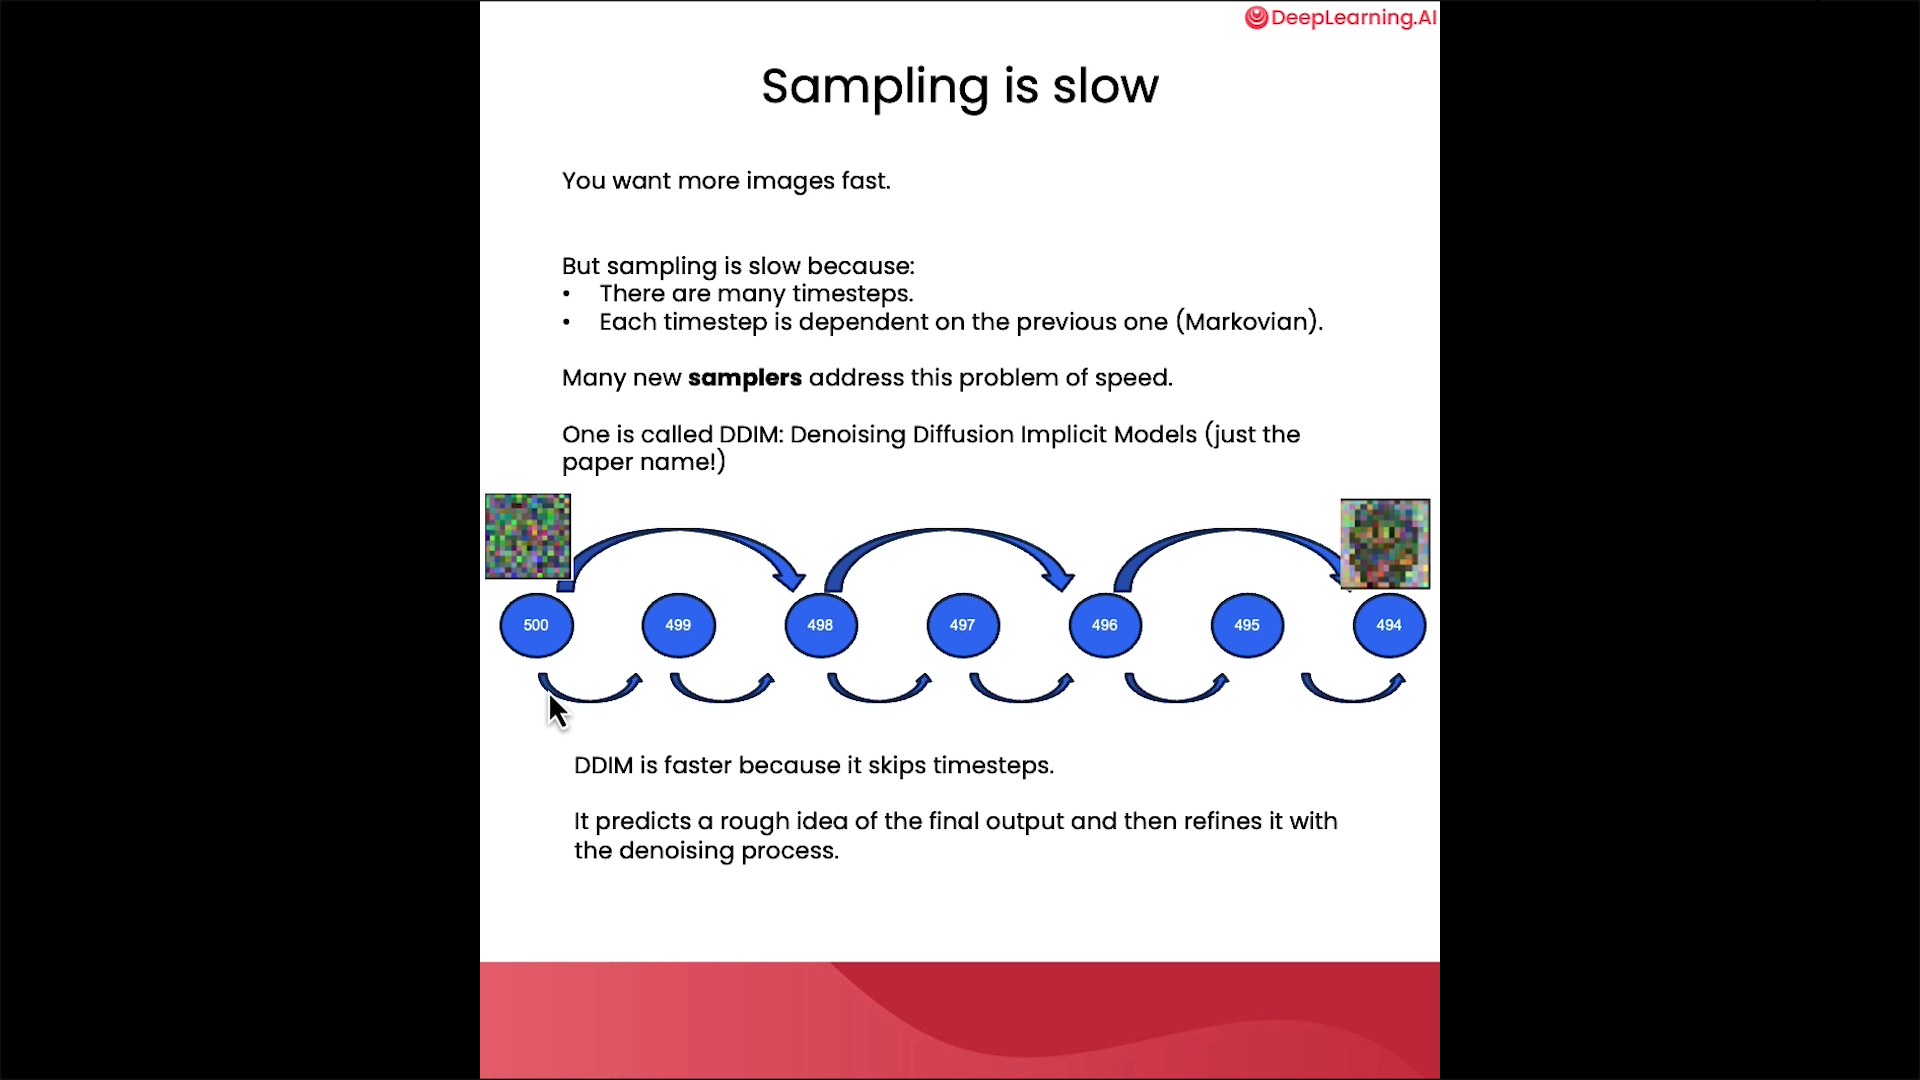 DeepLearning.AI
Sampling is slow
You want more images fast.
But sampling is slow because:
• There are many timesteps.
• Each timestep is dependent on the previous one (Markovian).
Many new samplers address this problem of speed.
One is called DDIM: Denoising Diffusion Implicit Models (just the
paper name!)
500 499 498 497 496 495 494
DDIM is faster because it skips timesteps.
It predicts a rough idea of the final output and then refines it with
the denoising process.